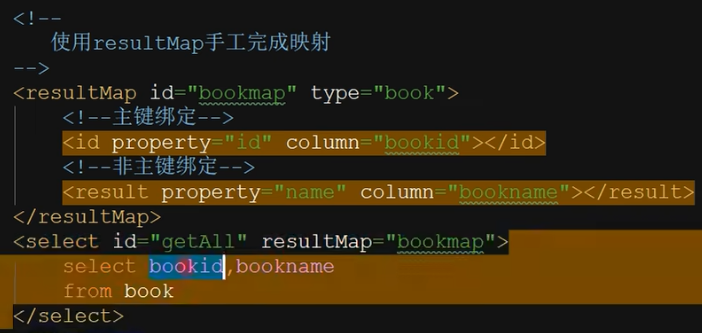 <!--
使用resultMap手工完成映射
-->
<resultMap id="bookmap" type="book">
<!--主键绑定-->
<id property="id" column="bookid"></id>
<!--非主键绑定-->
<result property="name" column="bookname"></result>
</resultMap>
<select id="getAll" resultMap="bookmap">
select bookid,bookname
from book
</select>